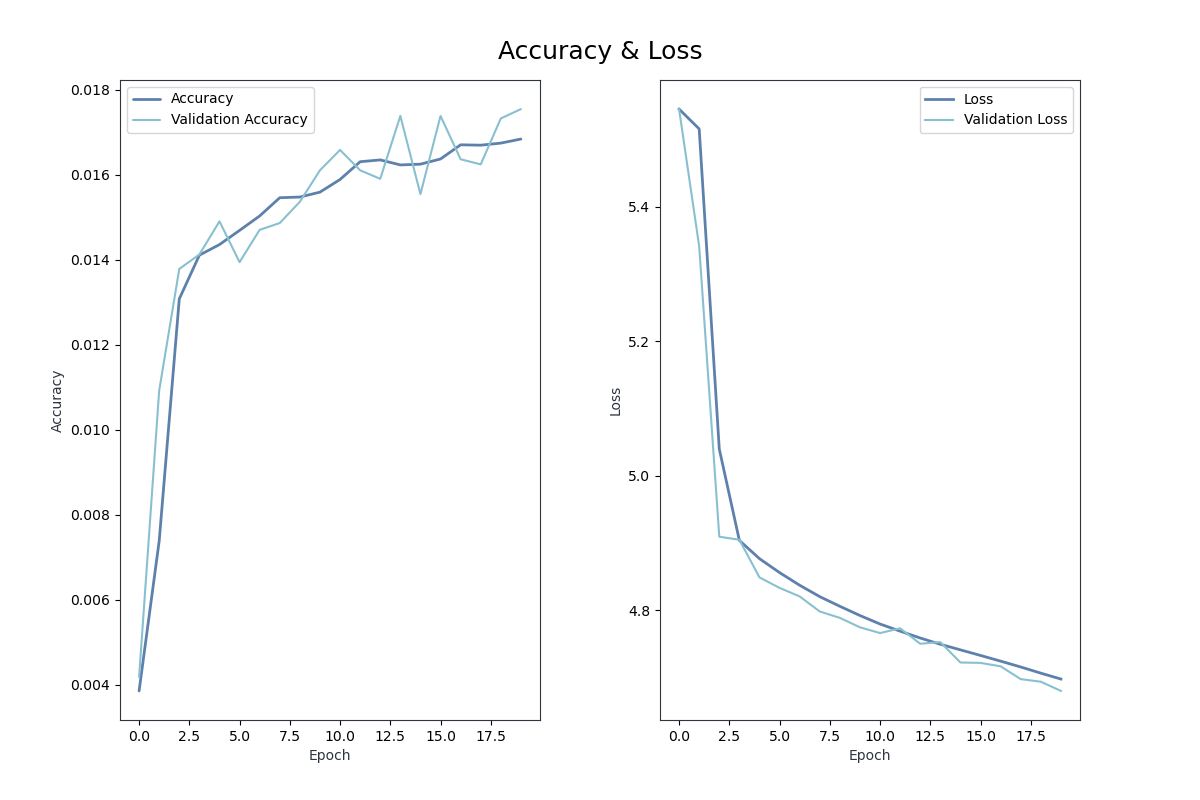 Accuracy & Loss
Accuracy
Validation Accuracy
0.018
0.016
0.014
0.012
0.010
0.008
0.006
0.004
Accuracy
0.0 2.5 5.0 7.5 10.0 12.5 15.0 17.5
Epoch
Loss
Validation Loss
5.4
5.2
5.0
4.8
Loss
0.0 2.5 5.0 7.5 10.0 12.5 15.0 17.5
Epoch